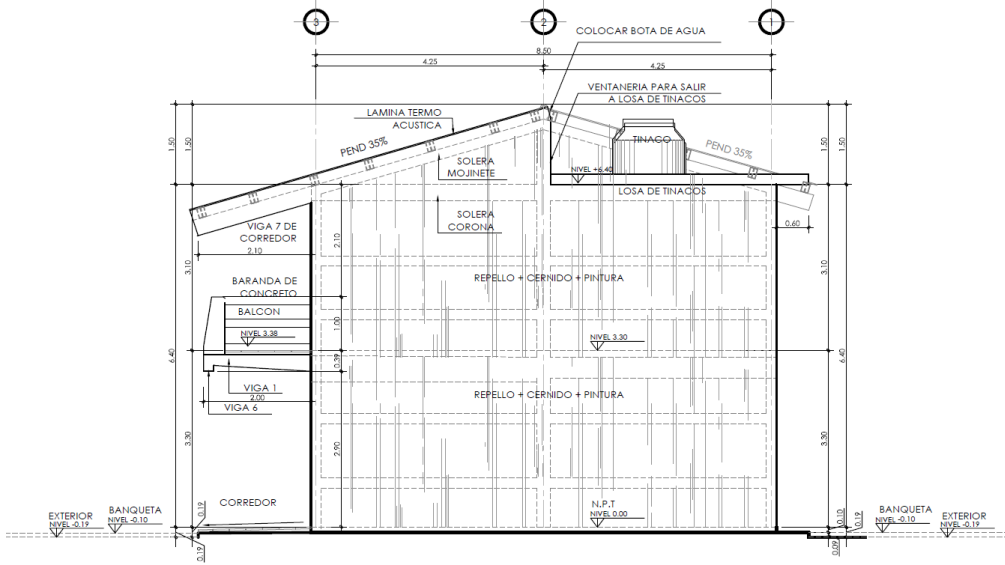 3
2
1
COLOCAR BOTA DE AGUA
8.50
4.25
4.25
VENTANERIA PARA SALIR
A LOSA DE TINACOS
LAMINA TERMO
ACUSTICA
1.50
1.50
PEND 35%
TINACO
PEND 35%
1.50
1.50
SOLERA
MOJINETE
NIVEL +6.40
LOSA DE TINACOS
SOLERA
CORONA
VIGA 7 DE
CORREDOR
2.10
2.10
0.60
3.10
3.10
BARANDA DE
CONCRETO
REPELLO + CERNIDO + PINTURA
BALCON
1.00
NIVEL 3.38
NIVEL 3.30
6.40
0.39
6.40
VIGA 1
2.00
VIGA 6
REPELLO + CERNIDO + PINTURA
3.30
2.90
3.30
CORREDOR
N.P.T
NIVEL 0.00
0.19
EXTERIOR
NIVEL -0.19
BANQUETA
NIVEL -0.10
0.19
0.10
0.19
0.09
BANQUETA
NIVEL -0.10
EXTERIOR
NIVEL -0.19